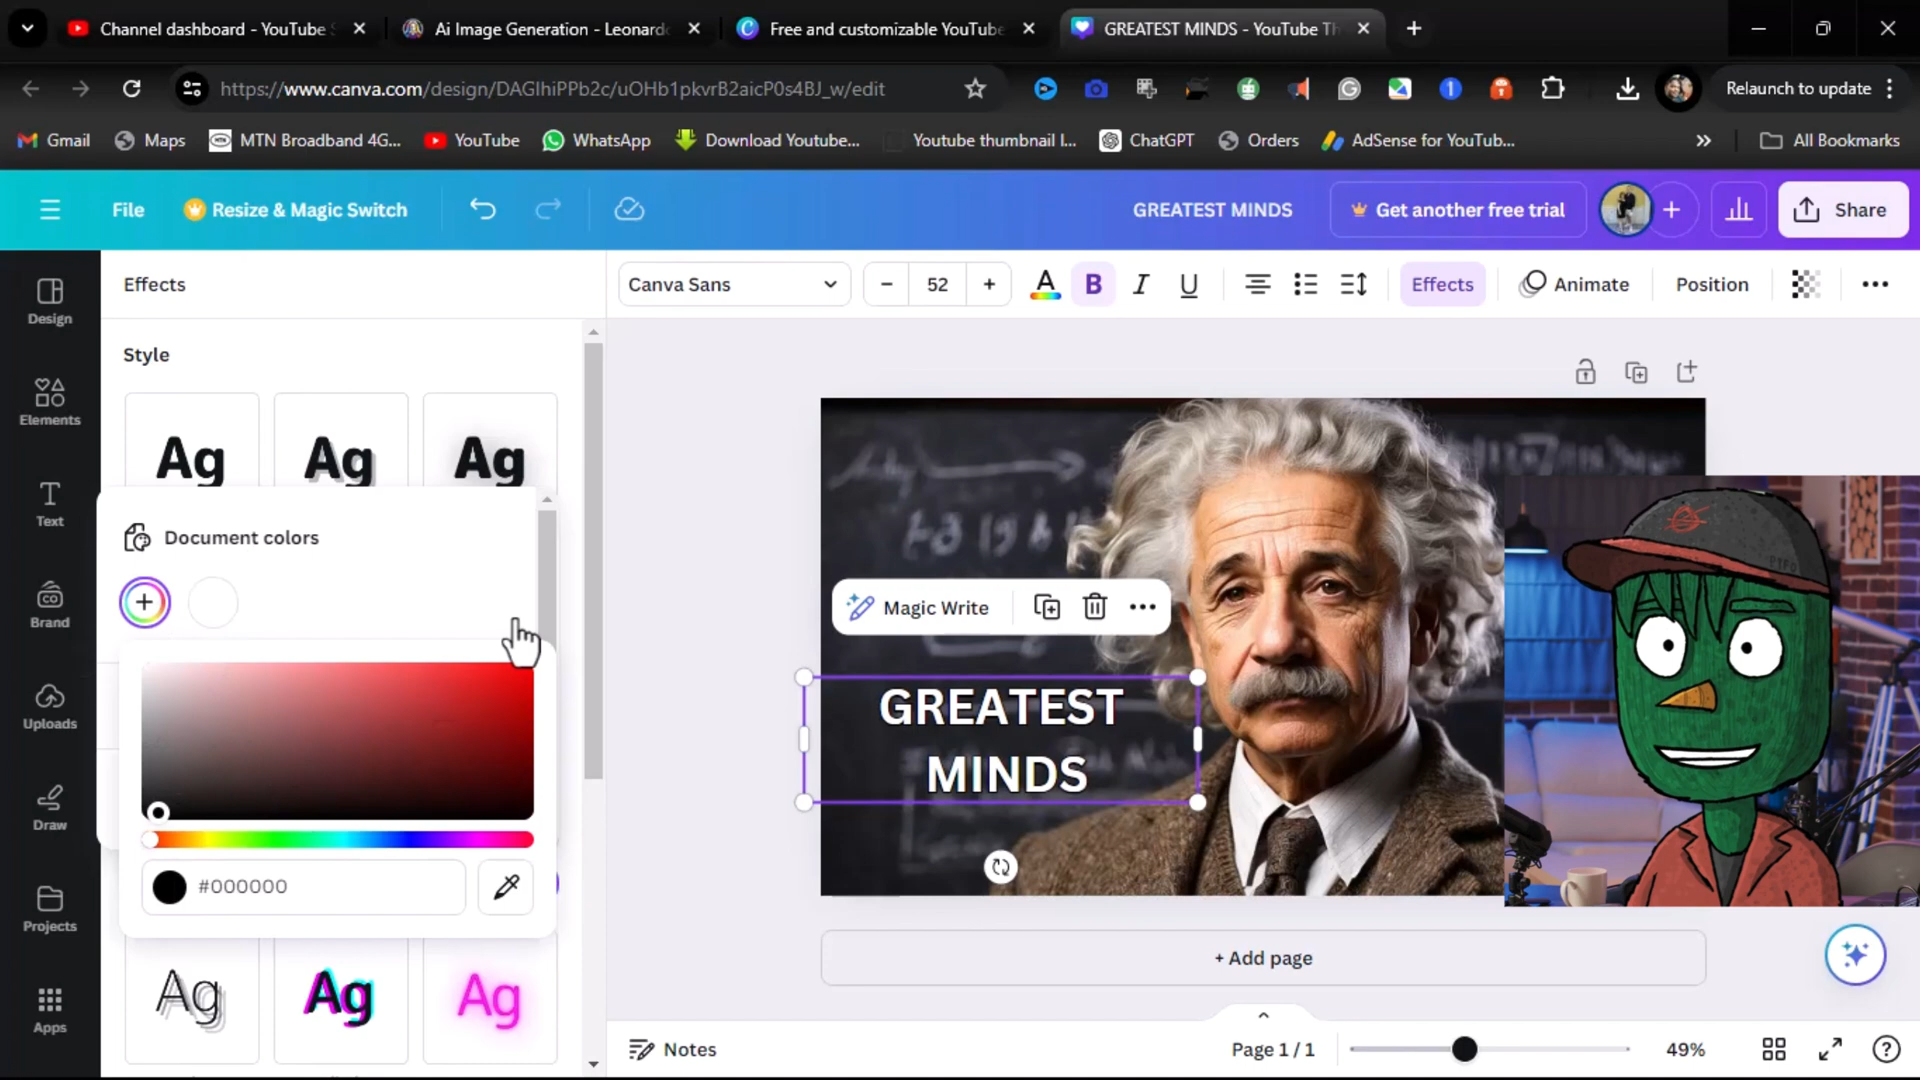 Channel dashboard - YouTube S
Ai Image Generation - Leonardo
Free and customizable YouTube
GREATEST MINDS - YouTube Th
https://www.canva.com/design/DAGIhiPPb2c/uOHb1pkvrB2aicP0s4BJ_w/edit
Relaunch to update
Gmail
Maps
MTN Broadband 4G...
YouTube
WhatsApp
Download Youtube...
Youtube thumbnail I...
ChatGPT
Orders
AdSense for YouTub...
All Bookmarks
File
Resize & Magic Switch
GREATEST MINDS
Get another free trial
Share
Design
Elements
Text
Brand
Uploads
Draw
Projects
Apps
Effects
Style
Ag
Ag
Ag
Document colors
#000000
Ag
Ag
Ag
Canva Sans
52
A
B
I
U
Effects
Animate
Position
Magic Write
GREATEST
MINDS
+ Add page
Notes
Page 1 / 1
49%